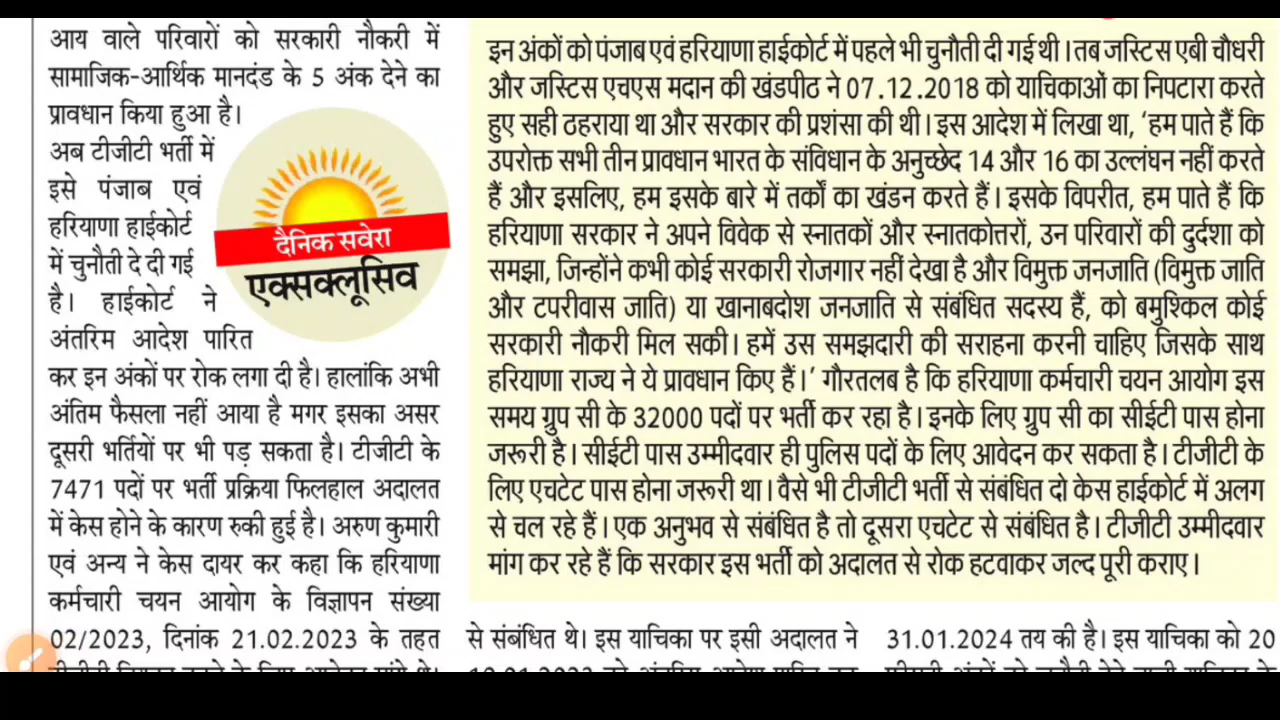 आय वाले परिवारों को सरकारी नौकरी में
सामाजिक-आर्थिक मानदंड के 5 अंक देने का
प्रावधान किया हुआ है।
अब टीजीटी भर्ती में
इसे पंजाब एवं
हरियाणा हाईकोर्ट
में चुनौती दे दी गई
है। हाईकोर्ट ने
अंतरिम आदेश पारित
कर इन अंकों पर रोक लगा दी है। हालांकि अभी
अंतिम फैसला नहीं आया है मगर इसका असर
दूसरी भर्तियों पर भी पड़ सकता है। टीजीटी के
7471 पदों पर भर्ती प्रक्रिया फिलहाल अदालत
में केस होने के कारण रुकी हुई है। अरुण कुमारी
एवं अन्य ने केस दायर कर कहा कि हरियाणा
कर्मचारी चयन आयोग के विज्ञापन संख्या
02/2023, दिनांक 21.02.2023 के तहत
दैनिक सवेरा
एक्सक्लूसिव
इन अंकों को पंजाब एवं हरियाणा हाईकोर्ट में पहले भी चुनौती दी गई थी। तब जस्टिस एबी चौधरी
और जस्टिस एचएस मदान की खंडपीठ ने 07.12.2018 को याचिकाओं का निपटारा करते
हुए सही ठहराया था और सरकार की प्रशंसा की थी। इस आदेश में लिखा था, ‘हम पाते हैं कि
उपरोक्त सभी तीन प्रावधान भारत के संविधान के अनुच्छेद 14 और 16 का उल्लंघन नहीं करते
हैं और इसलिए, हम इसके बारे में तर्कों का खंडन करते हैं। इसके विपरीत, हम पाते हैं कि
हरियाणा सरकार ने अपने विवेक से स्नातकों और स्नातकोत्तरों, उन परिवारों की दुर्दशा को
समझा, जिन्होंने कभी कोई सरकारी रोजगार नहीं देखा है और विमुक्त जनजाति (विमुक्त जाति
और टपरीवास जाति) या खानाबदोश जनजाति से संबंधित सदस्य हैं, को बमुश्किल कोई
सरकारी नौकरी मिल सकी। हमें उस समझदारी की सराहना करनी चाहिए जिसके साथ
हरियाणा राज्य ने ये प्रावधान किए हैं।’ गौरतलब है कि हरियाणा कर्मचारी चयन आयोग इस
समय ग्रुप सी के 32000 पदों पर भर्ती कर रहा है। इनके लिए ग्रुप सी का सीईटी पास होना
जरूरी है। सीईटी पास उम्मीदवार ही पुलिस पदों के लिए आवेदन कर सकता है। टीजीटी के
लिए एचटेट पास होना जरूरी था। वैसे भी टीजीटी भर्ती से संबंधित दो केस हाईकोर्ट में अलग
से चल रहे हैं। एक अनुभव से संबंधित है तो दूसरा एचटेट से संबंधित है। टीजीटी उम्मीदवार
मांग कर रहे हैं कि सरकार इस भर्ती को अदालत से रोक हटवाकर जल्द पूरी कराए।
से संबंधित थे। इस याचिका पर इसी अदालत ने
31.01.2024 तय की है। इस याचिका को 20